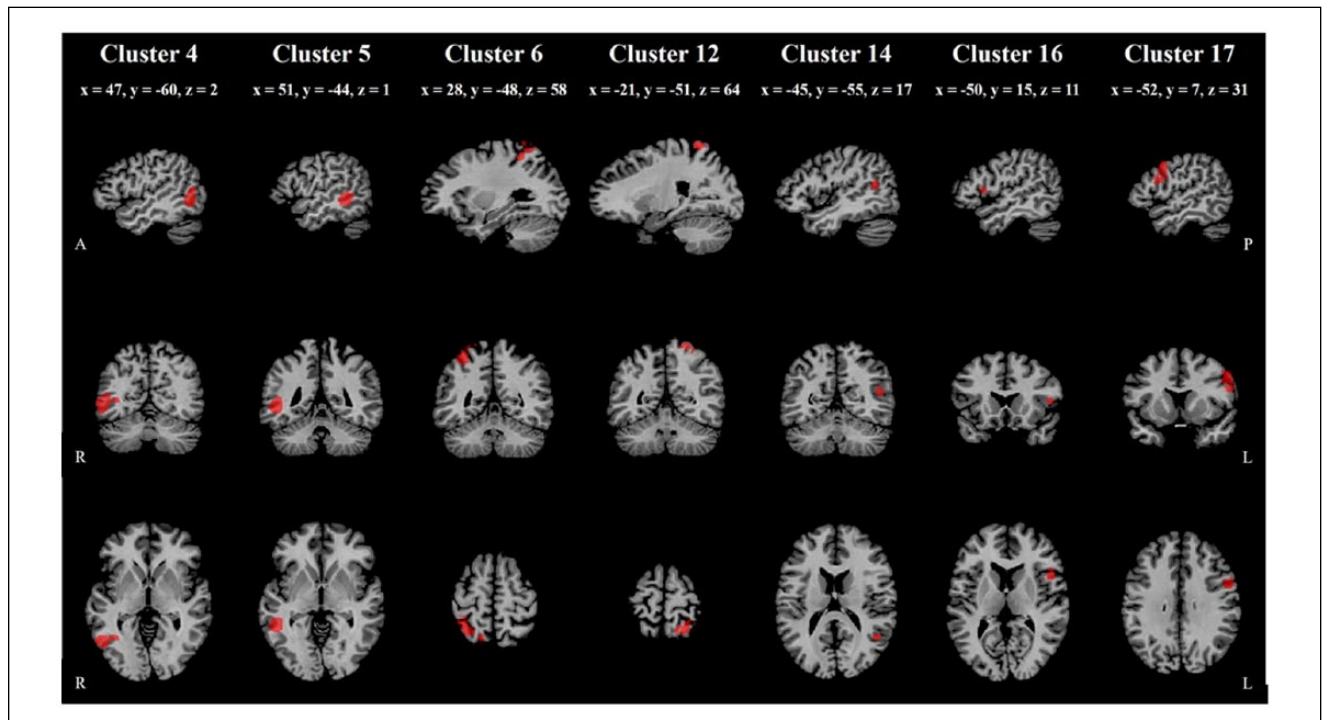 Cluster 4 Cluster 5 Cluster 6 Cluster 12 Cluster 14 Cluster 16 Cluster 17
x = 47, y = -60, z = 2 x = 51, y = -44, z = 1 x = 28, y = -48, z = 58 x = -21, y = -51, z = 64 x = -45, y = -55, z = 17 x = -50, y = 15, z = 11 x = -52, y = 7, z = 31
A P
R L
R L